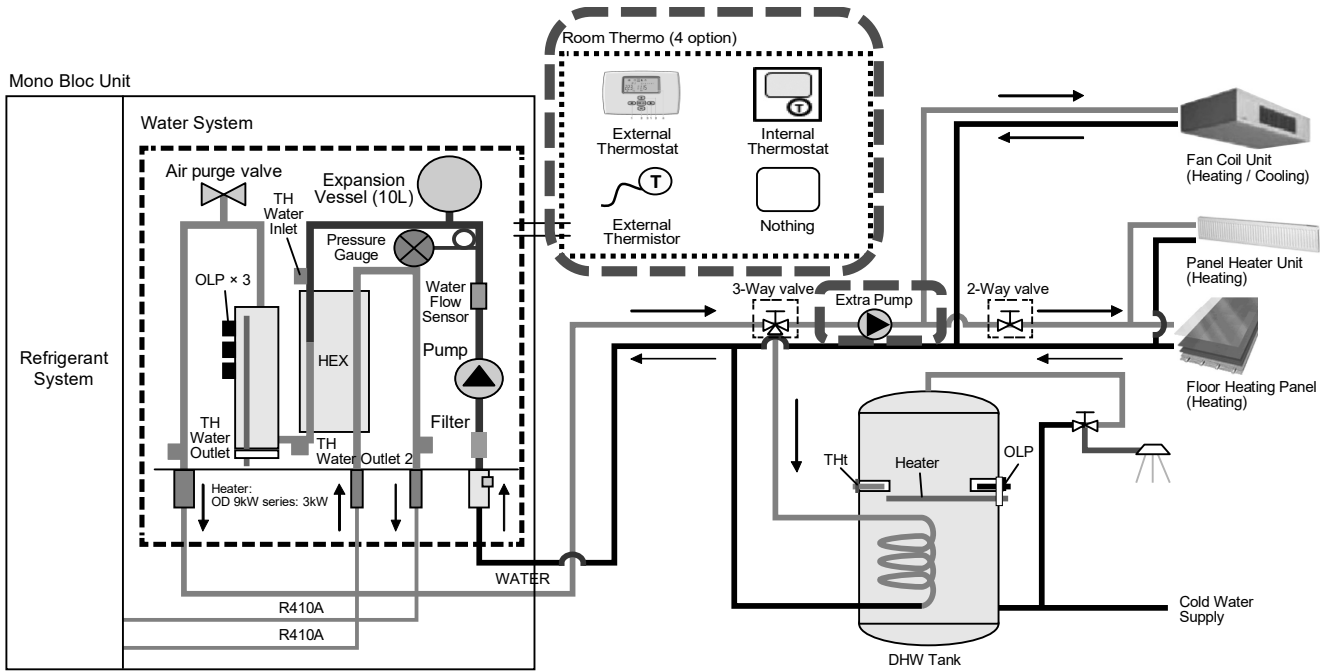 Room Thermo (4 option)
External
Thermostat
Internal
Thermostat
T
External
Thermistor
T
Nothing
Mono Bloc Unit
Water System
Air purge valve
TH
Water
Inlet
Expansion
Vessel (10L)
Pressure
Gauge
OLP × 3
Water
Flow
Sensor
Pump
HEX
Filter
Refrigerant
System
TH
Water
Outlet
TH
Water Outlet 2
Heater:
OD 9kW series: 3kW
WATER
R410A
R410A
3-Way valve
Extra Pump
2-Way valve
Fan Coil Unit
(Heating / Cooling)
Panel Heater Unit
(Heating)
Floor Heating Panel
(Heating)
THt
Heater
OLP
Cold Water
Supply
DHW Tank